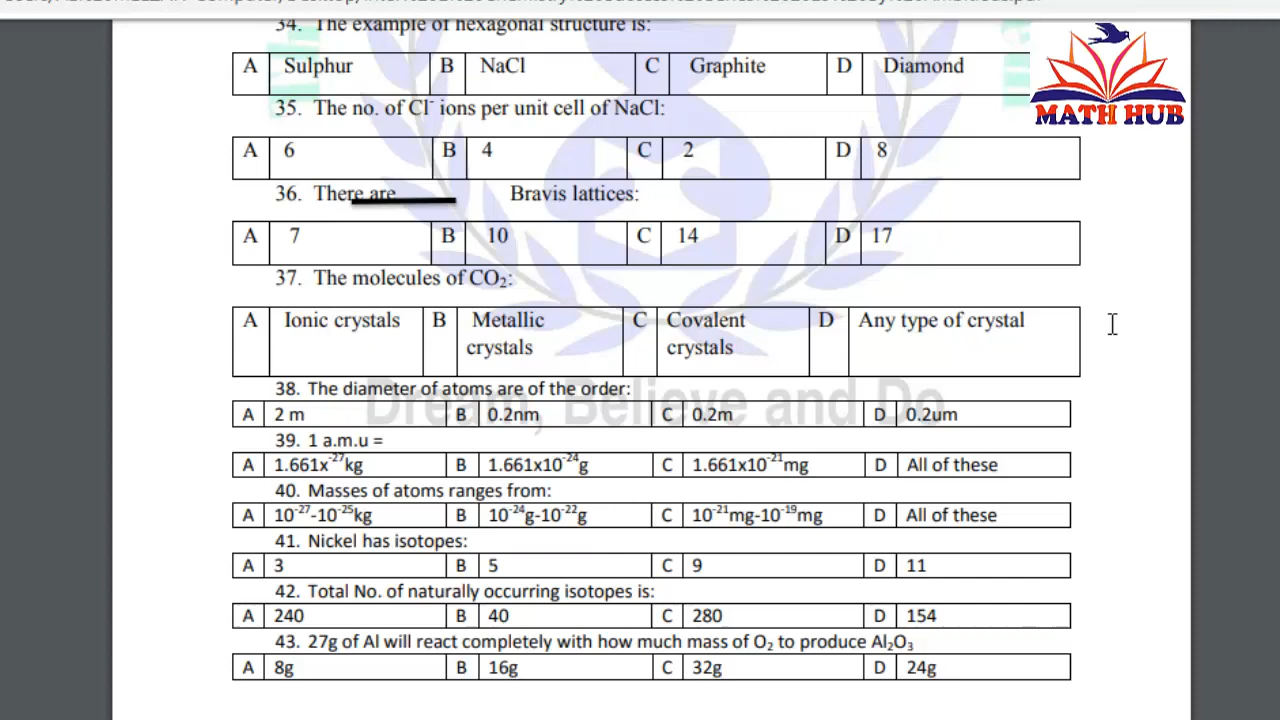 34. The example of hexagonal structure is:
A Sulphur B NaCl C Graphite D Diamond
MATH HUB
35. The no. of Cl⁻ ions per unit cell of NaCl:
A 6 B 4 C 2 D 8
36. There are Bravis lattices:
A 7 B 10 C 14 D 17
37. The molecules of CO₂:
A Ionic crystals B Metallic crystals C Covalent crystals D Any type of crystal
Dream, Believe and Do
38. The diameter of atoms are of the order:
A 2 m B 0.2nm C 0.2m D 0.2um
39. 1 a.m.u =
A 1.661x⁻²⁷kg B 1.661x10⁻²⁴g C 1.661x10⁻²¹mg D All of these
40. Masses of atoms ranges from:
A 10⁻²⁷-10⁻²⁵kg B 10⁻²⁴g-10⁻²²g C 10⁻²¹mg-10⁻¹⁹mg D All of these
41. Nickel has isotopes:
A 3 B 5 C 9 D 11
42. Total No. of naturally occurring isotopes is:
A 240 B 40 C 280 D 154
43. 27g of Al will react completely with how much mass of O₂ to produce Al₂O₃
A 8g B 16g C 32g D 24g